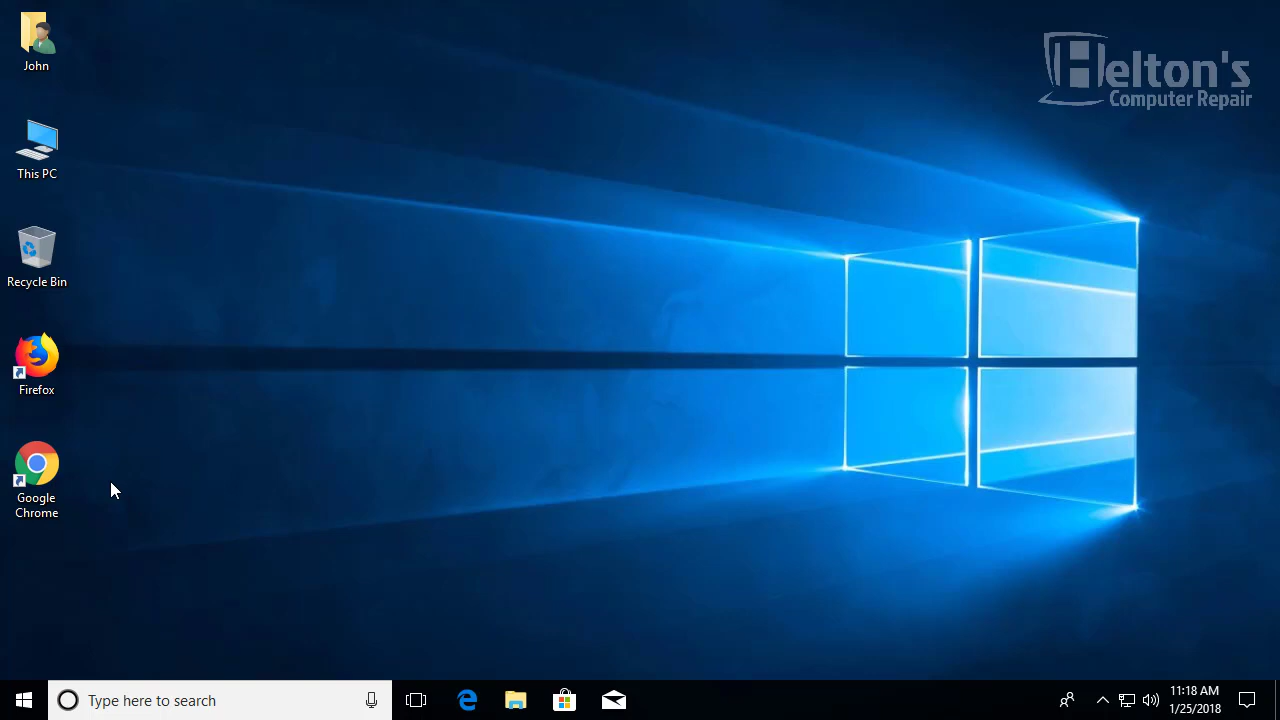 John
This PC
Recycle Bin
Firefox
Google
Chrome
Helton's
Computer Repair
Type here to search
11:18 AM
1/25/2018